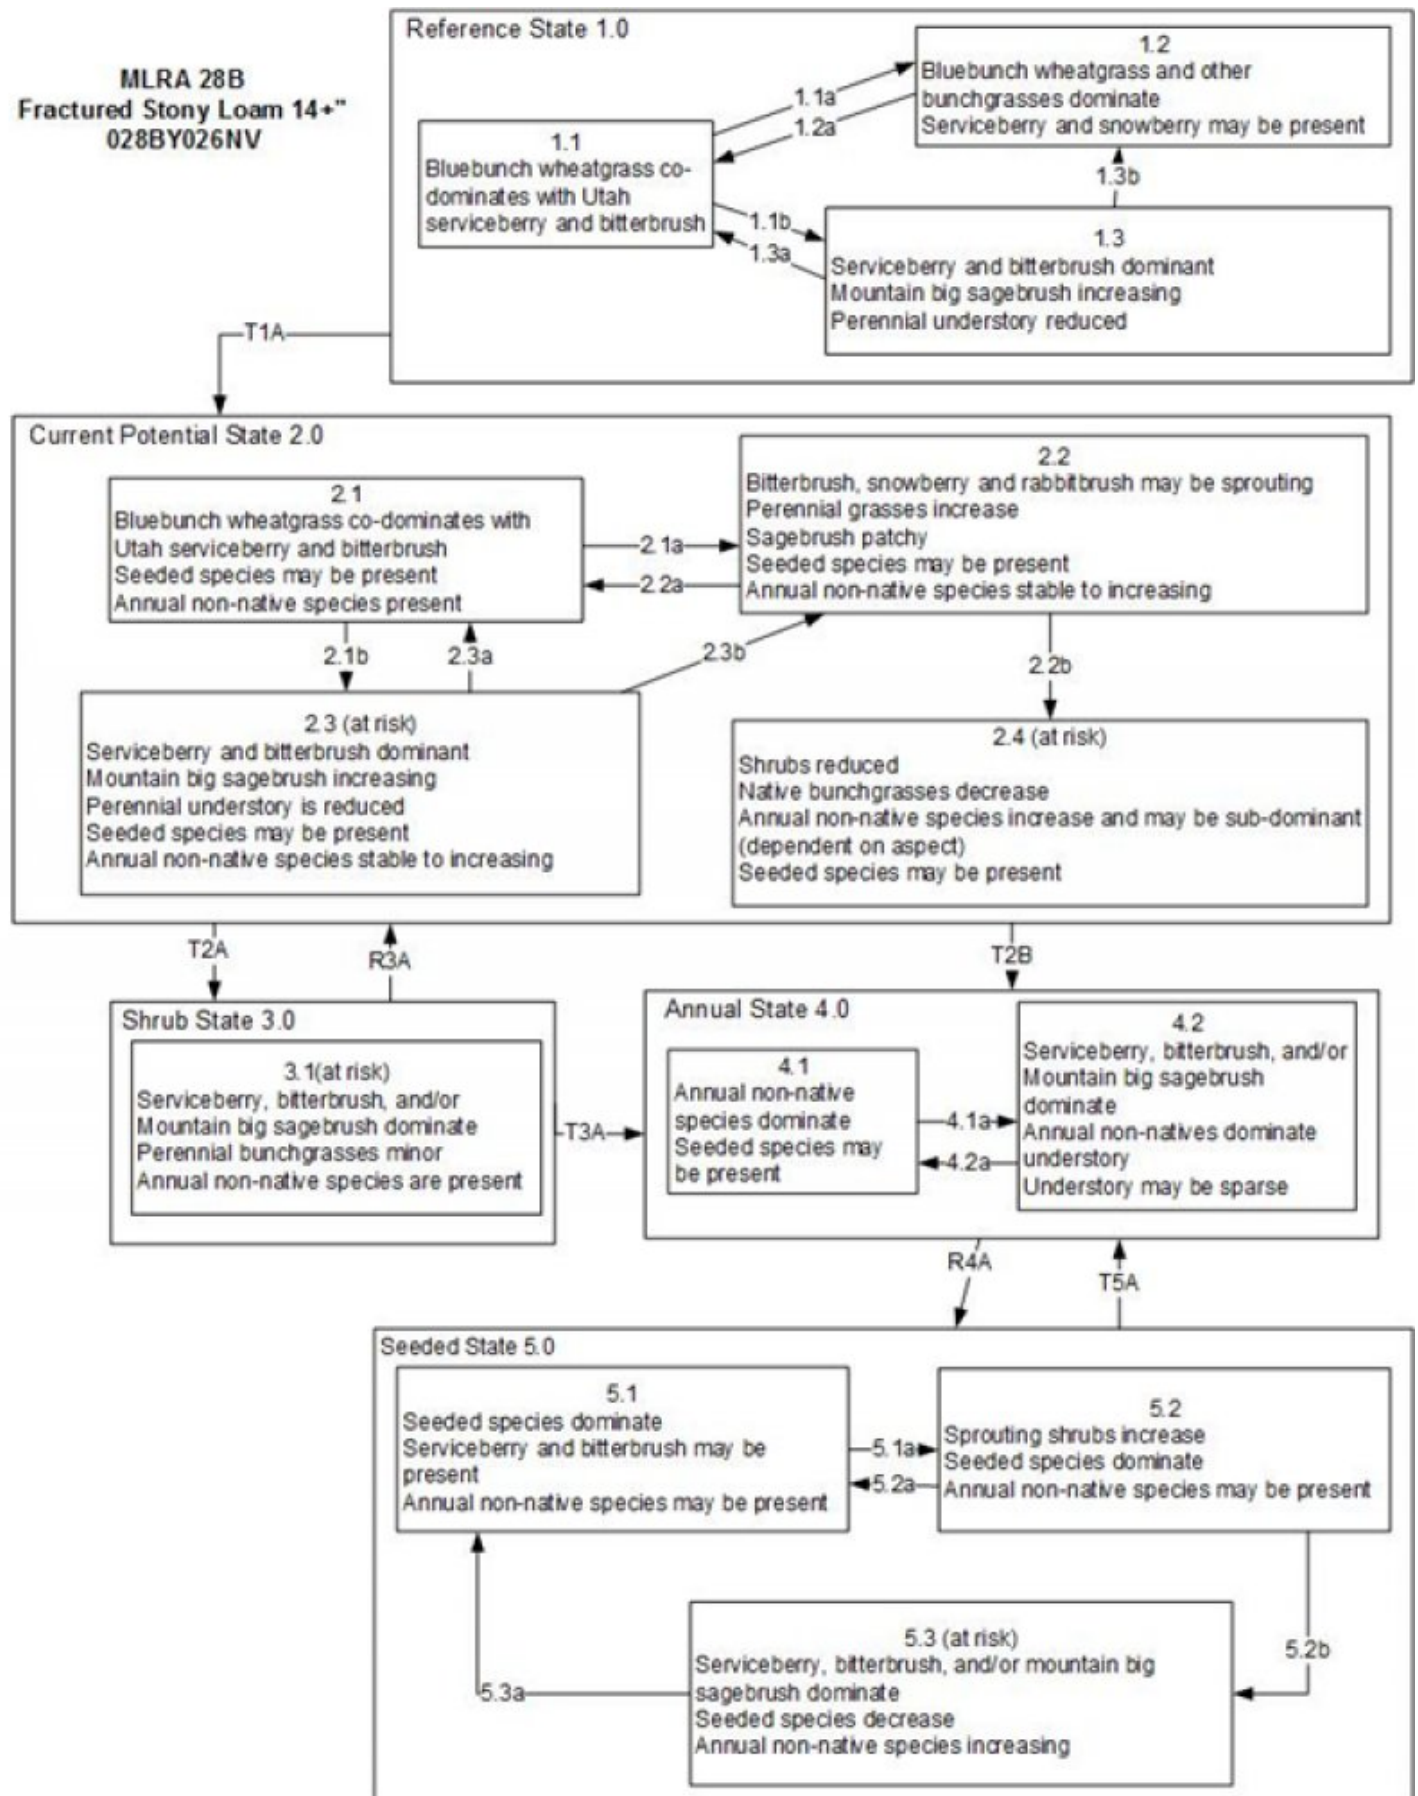 MLRA 28B
Fractured Stony Loam 14+"
028BY026NV
Reference State 1.0
1.1
Bluebunch wheatgrass co-
dominates with Utah
serviceberry and bitterbrush
1.1a
1.2a
1.2
Bluebunch wheatgrass and other
bunchgrasses dominate
Serviceberry and snowberry may be present
1.3b
1.1b
1.3a
1.3
Serviceberry and bitterbrush dominant
Mountain big sagebrush increasing
Perennial understory reduced
T1A
Current Potential State 2.0
2.1
Bluebunch wheatgrass co-dominates with
Utah serviceberry and bitterbrush
Seeded species may be present
Annual non-native species present
2.1a
2.2a
2.2
Bitterbrush, snowberry and rabbitbrush may be sprouting
Perennial grasses increase
Sagebrush patchy
Seeded species may be present
Annual non-native species stable to increasing
2.1b
2.3a
2.3b
2.2b
2.3 (at risk)
Serviceberry and bitterbrush dominant
Mountain big sagebrush increasing
Perennial understory is reduced
Seeded species may be present
Annual non-native species stable to increasing
2.4 (at risk)
Shrubs reduced
Native bunchgrasses decrease
Annual non-native species increase and may be sub-dominant
(dependent on aspect)
Seeded species may be present
T2A
R3A
T2B
Shrub State 3.0
3.1(at risk)
Serviceberry, bitterbrush, and/or
Mountain big sagebrush dominate
Perennial bunchgrasses minor
Annual non-native species are present
T3A
Annual State 4.0
4.1
Annual non-native
species dominate
Seeded species may
be present
4.1a
4.2a
4.2
Serviceberry, bitterbrush, and/or
Mountain big sagebrush
dominate
Annual non-natives dominate
understory
Understory may be sparse
R4A
T5A
Seeded State 5.0
5.1
Seeded species dominate
Serviceberry and bitterbrush may be
present
Annual non-native species may be present
5.1a
5.2a
5.2
Sprouting shrubs increase
Seeded species dominate
Annual non-native species may be present
5.2b
5.3a
5.3 (at risk)
Serviceberry, bitterbrush, and/or mountain big
sagebrush dominate
Seeded species decrease
Annual non-native species increasing